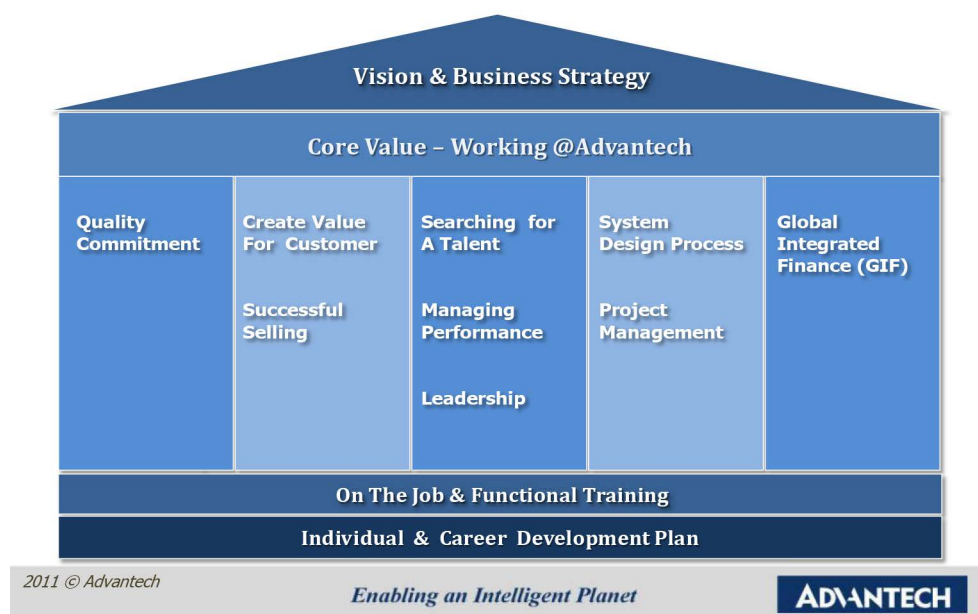 Vision & Business Strategy
Core Value – Working @Advantech
Quality
Commitment
Create Value
For Customer
Successful
Selling
Searching for
A Talent
Managing
Performance
Leadership
System
Design Process
Project
Management
Global
Integrated
Finance (GIF)
On The Job & Functional Training
Individual & Career Development Plan
2011 © Advantech
Enabling an Intelligent Planet
ADVANTECH